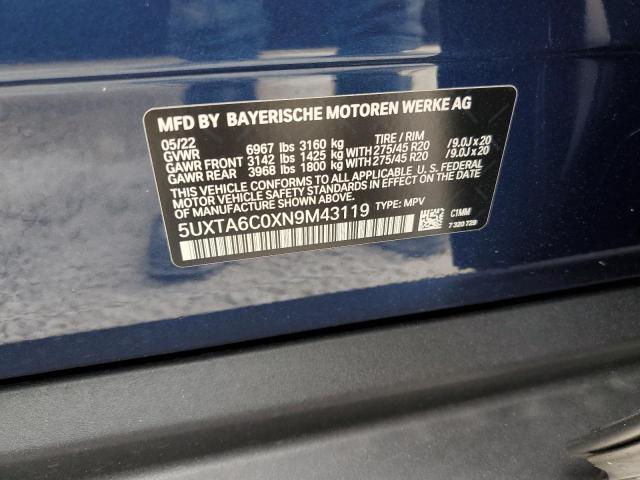 MFD BY BAYERISCHE MOTOREN WERKE AG
05/22 TIRE / RIM
GVWR 6967 lbs 3160 kg
GAWR FRONT 3142 lbs 1425 kg WITH 275/45 R20 /9.0J x 20
GAWR REAR 3968 lbs 1800 kg WITH 275/45 R20 /9.0J x 20
THIS VEHICLE CONFORMS TO ALL APPLICABLE U.S. FEDERAL
MOTOR VEHICLE SAFETY STANDARDS IN EFFECT ON THE
DATE OF MANUFACTURE SHOWN ABOVE.
5UXTA6C0XN9M43119 TYPE: MPV
C1MM
7 320 729